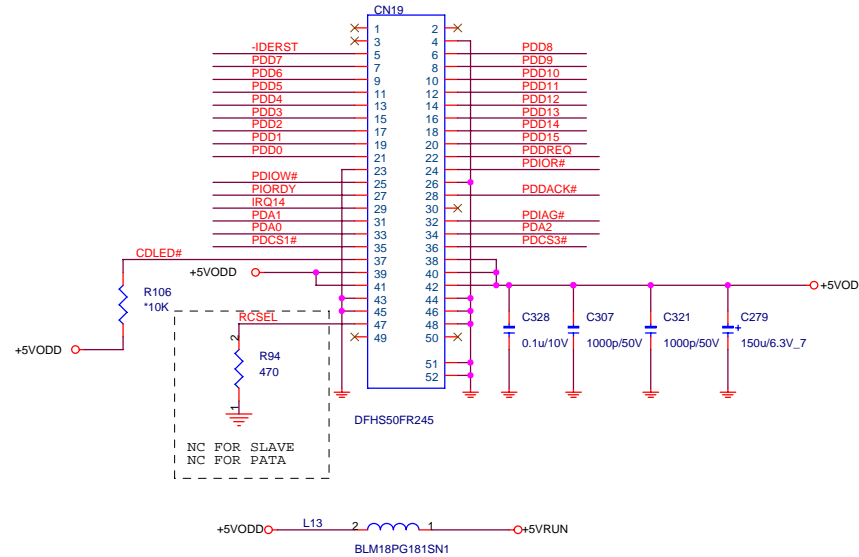 CN19
1 2
3 4
-IDERST 5 6 PDD8
PDD7 7 8 PDD9
PDD6 9 10 PDD10
PDD5 11 12 PDD11
PDD4 13 14 PDD12
PDD3 15 16 PDD13
PDD2 17 18 PDD14
PDD1 19 20 PDD15
PDD0 21 22 PDDREQ
23 24 PDIOR#
PDIOW# 25 26
PIORDY 27 28 PDDACK#
IRQ14 29 30
PDA1 31 32 PDIAG#
PDA0 33 34 PDA2
PDCS1# 35 36 PDCS3#
CDLED# 37 38
+5VODD 39 40
41 42 +5VOD
43 44
45 46
RCSEL 47 48
49 50
51
52
R106
*10K
+5VODD
2
R94
470
1
NC FOR SLAVE
NC FOR PATA
C328
0.1u/10V
C307
1000p/50V
C321
1000p/50V
C279
+
150u/6.3V_7
DFHS50FR245
+5VODD L13 2 1 +5VRUN
BLM18PG181SN1